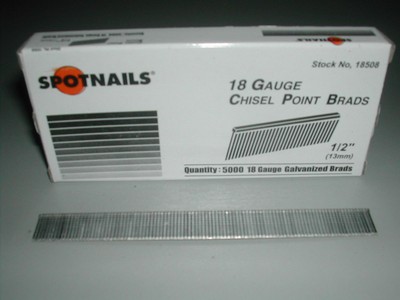 SPOTNAILS®
Stock No, 18508
18 GAUGE
CHISEL POINT BRADS
1/2"
(13mm)
Quantity : 5000 18 Gauge Galvanized Brads